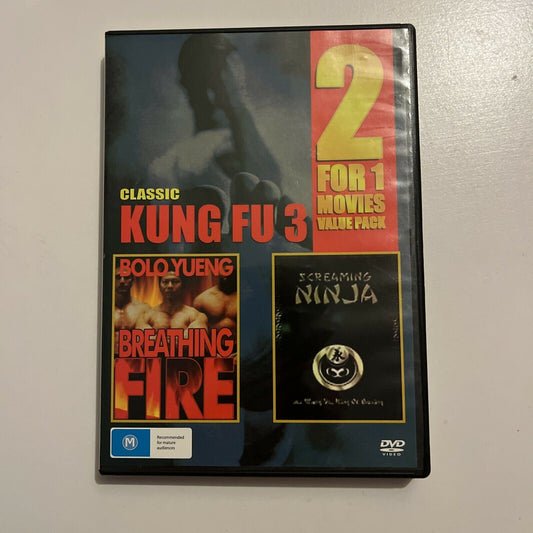 2
FOR 1
MOVIES
VALUE PACK
CLASSIC
KUNG FU 3
BOLO YUENG
BREATHING
FIRE
SCREAMING
NINJA
M
Recommended
for mature
audiences
DVD
VIDEO